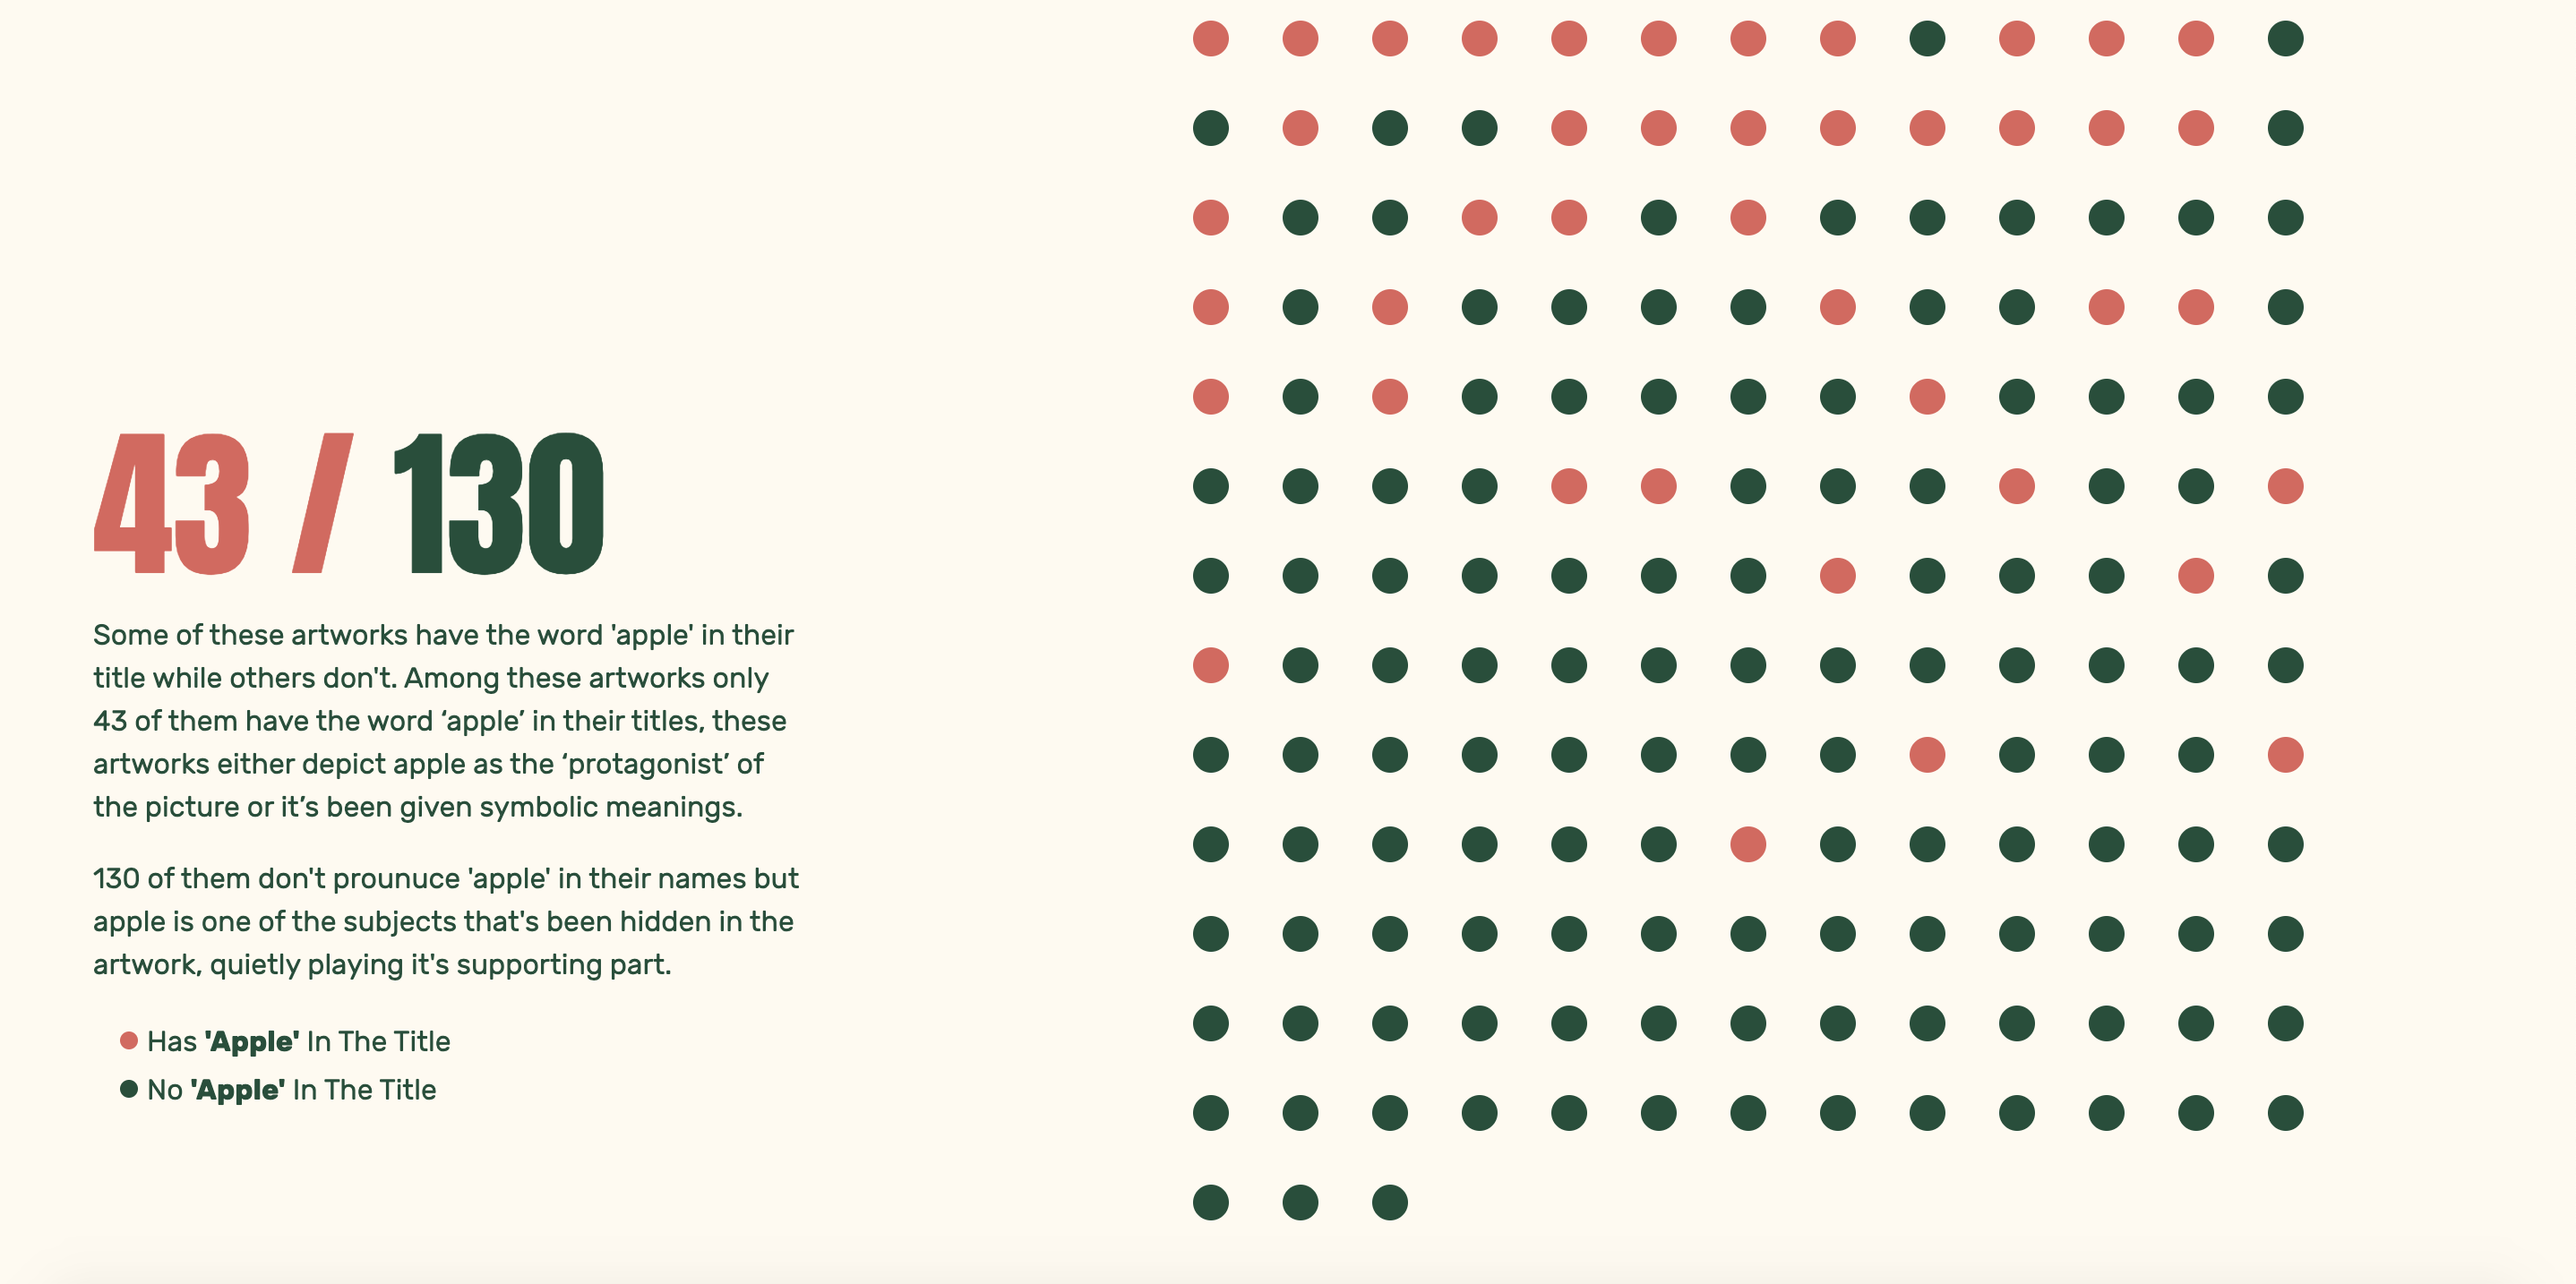 43 / 130
Some of these artworks have the word 'apple' in their
title while others don't. Among these artworks only
43 of them have the word ‘apple’ in their titles, these
artworks either depict apple as the ‘protagonist’ of
the picture or it’s been given symbolic meanings.
130 of them don't prounuce 'apple' in their names but
apple is one of the subjects that's been hidden in the
artwork, quietly playing it's supporting part.
Has 'Apple' In The Title
No 'Apple' In The Title